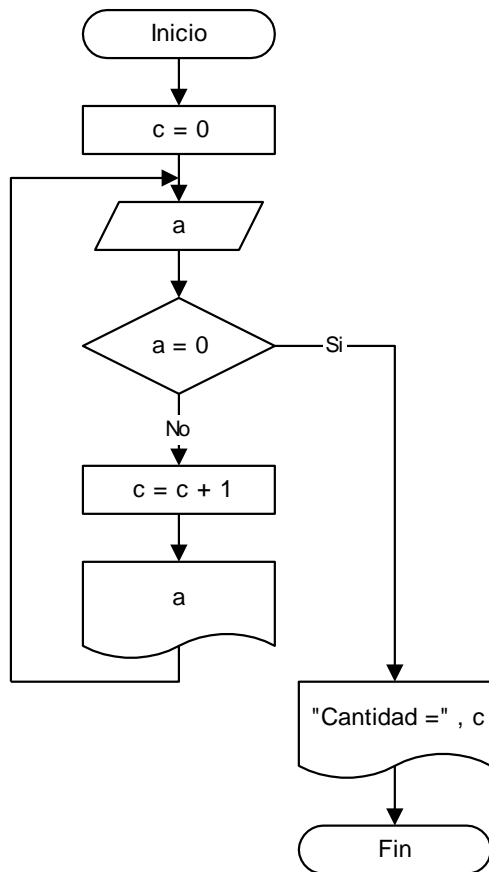 Inicio
c = 0
a
a = 0
Si
No
c = c + 1
a
"Cantidad =" , c
Fin